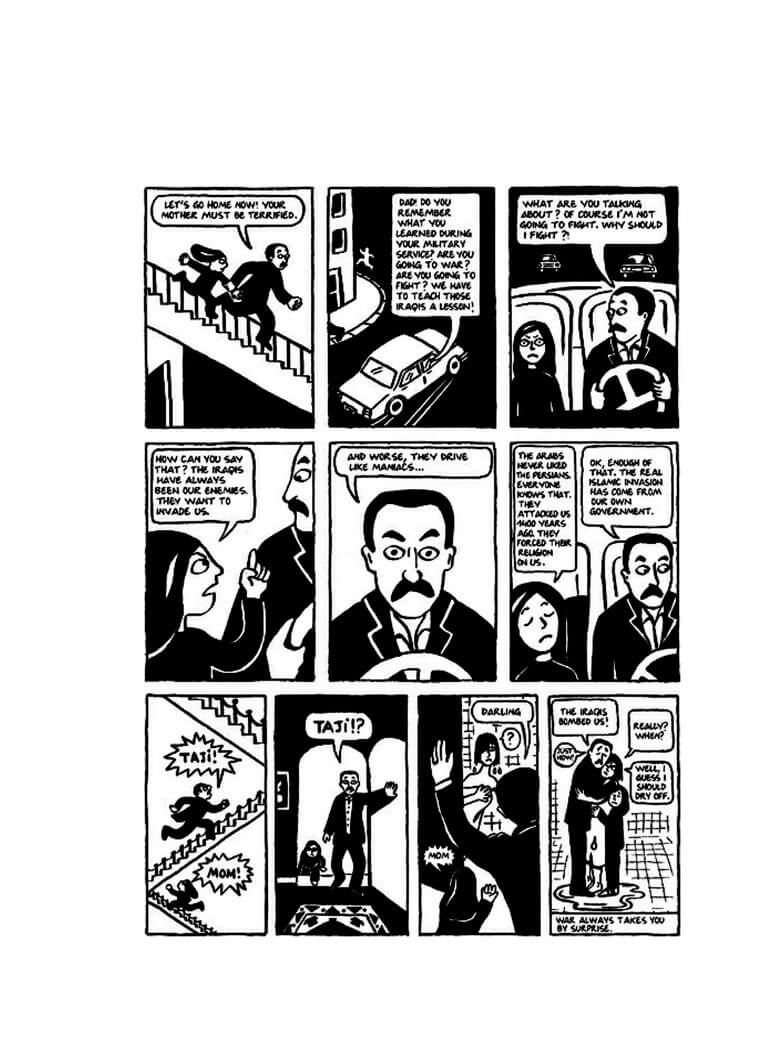 LET'S GO HOME NOW! YOUR
MOTHER MUST BE TERRIFIED.
DAD! DO YOU
REMEMBER
WHAT YOU
LEARNED DURING
YOUR MILITARY
SERVICE? ARE YOU
GOING TO WAR?
ARE YOU GOING TO
FIGHT? WE HAVE
TO TEACH THOSE
IRAQIS A LESSON!
WHAT ARE YOU TALKING
ABOUT? OF COURSE I'M NOT
GOING TO FIGHT. WHY SHOULD
I FIGHT?!
HOW CAN YOU SAY
THAT? THE IRAQIS
HAVE ALWAYS
BEEN OUR ENEMIES.
THEY WANT TO
INVADE US.
AND WORSE, THEY DRIVE
LIKE MANIACS...
THE ARABS
NEVER LIKED
THE PERSIANS.
EVERYONE
KNOWS THAT.
THEY
ATTACKED US
1400 YEARS
AGO. THEY
FORCED THEIR
RELIGION
ON US.
OK, ENOUGH OF
THAT. THE REAL
ISLAMIC INVASION
HAS COME FROM
OUR OWN
GOVERNMENT.
TAJI!
MOM!
TAJI!?
DARLING
?
MOM
THE IRAQIS
BOMBED US!
REALLY?
WHEN?
JUST
NOW!
WELL, I
GUESS I
SHOULD
DRY OFF.
WAR ALWAYS TAKES YOU
BY SURPRISE.